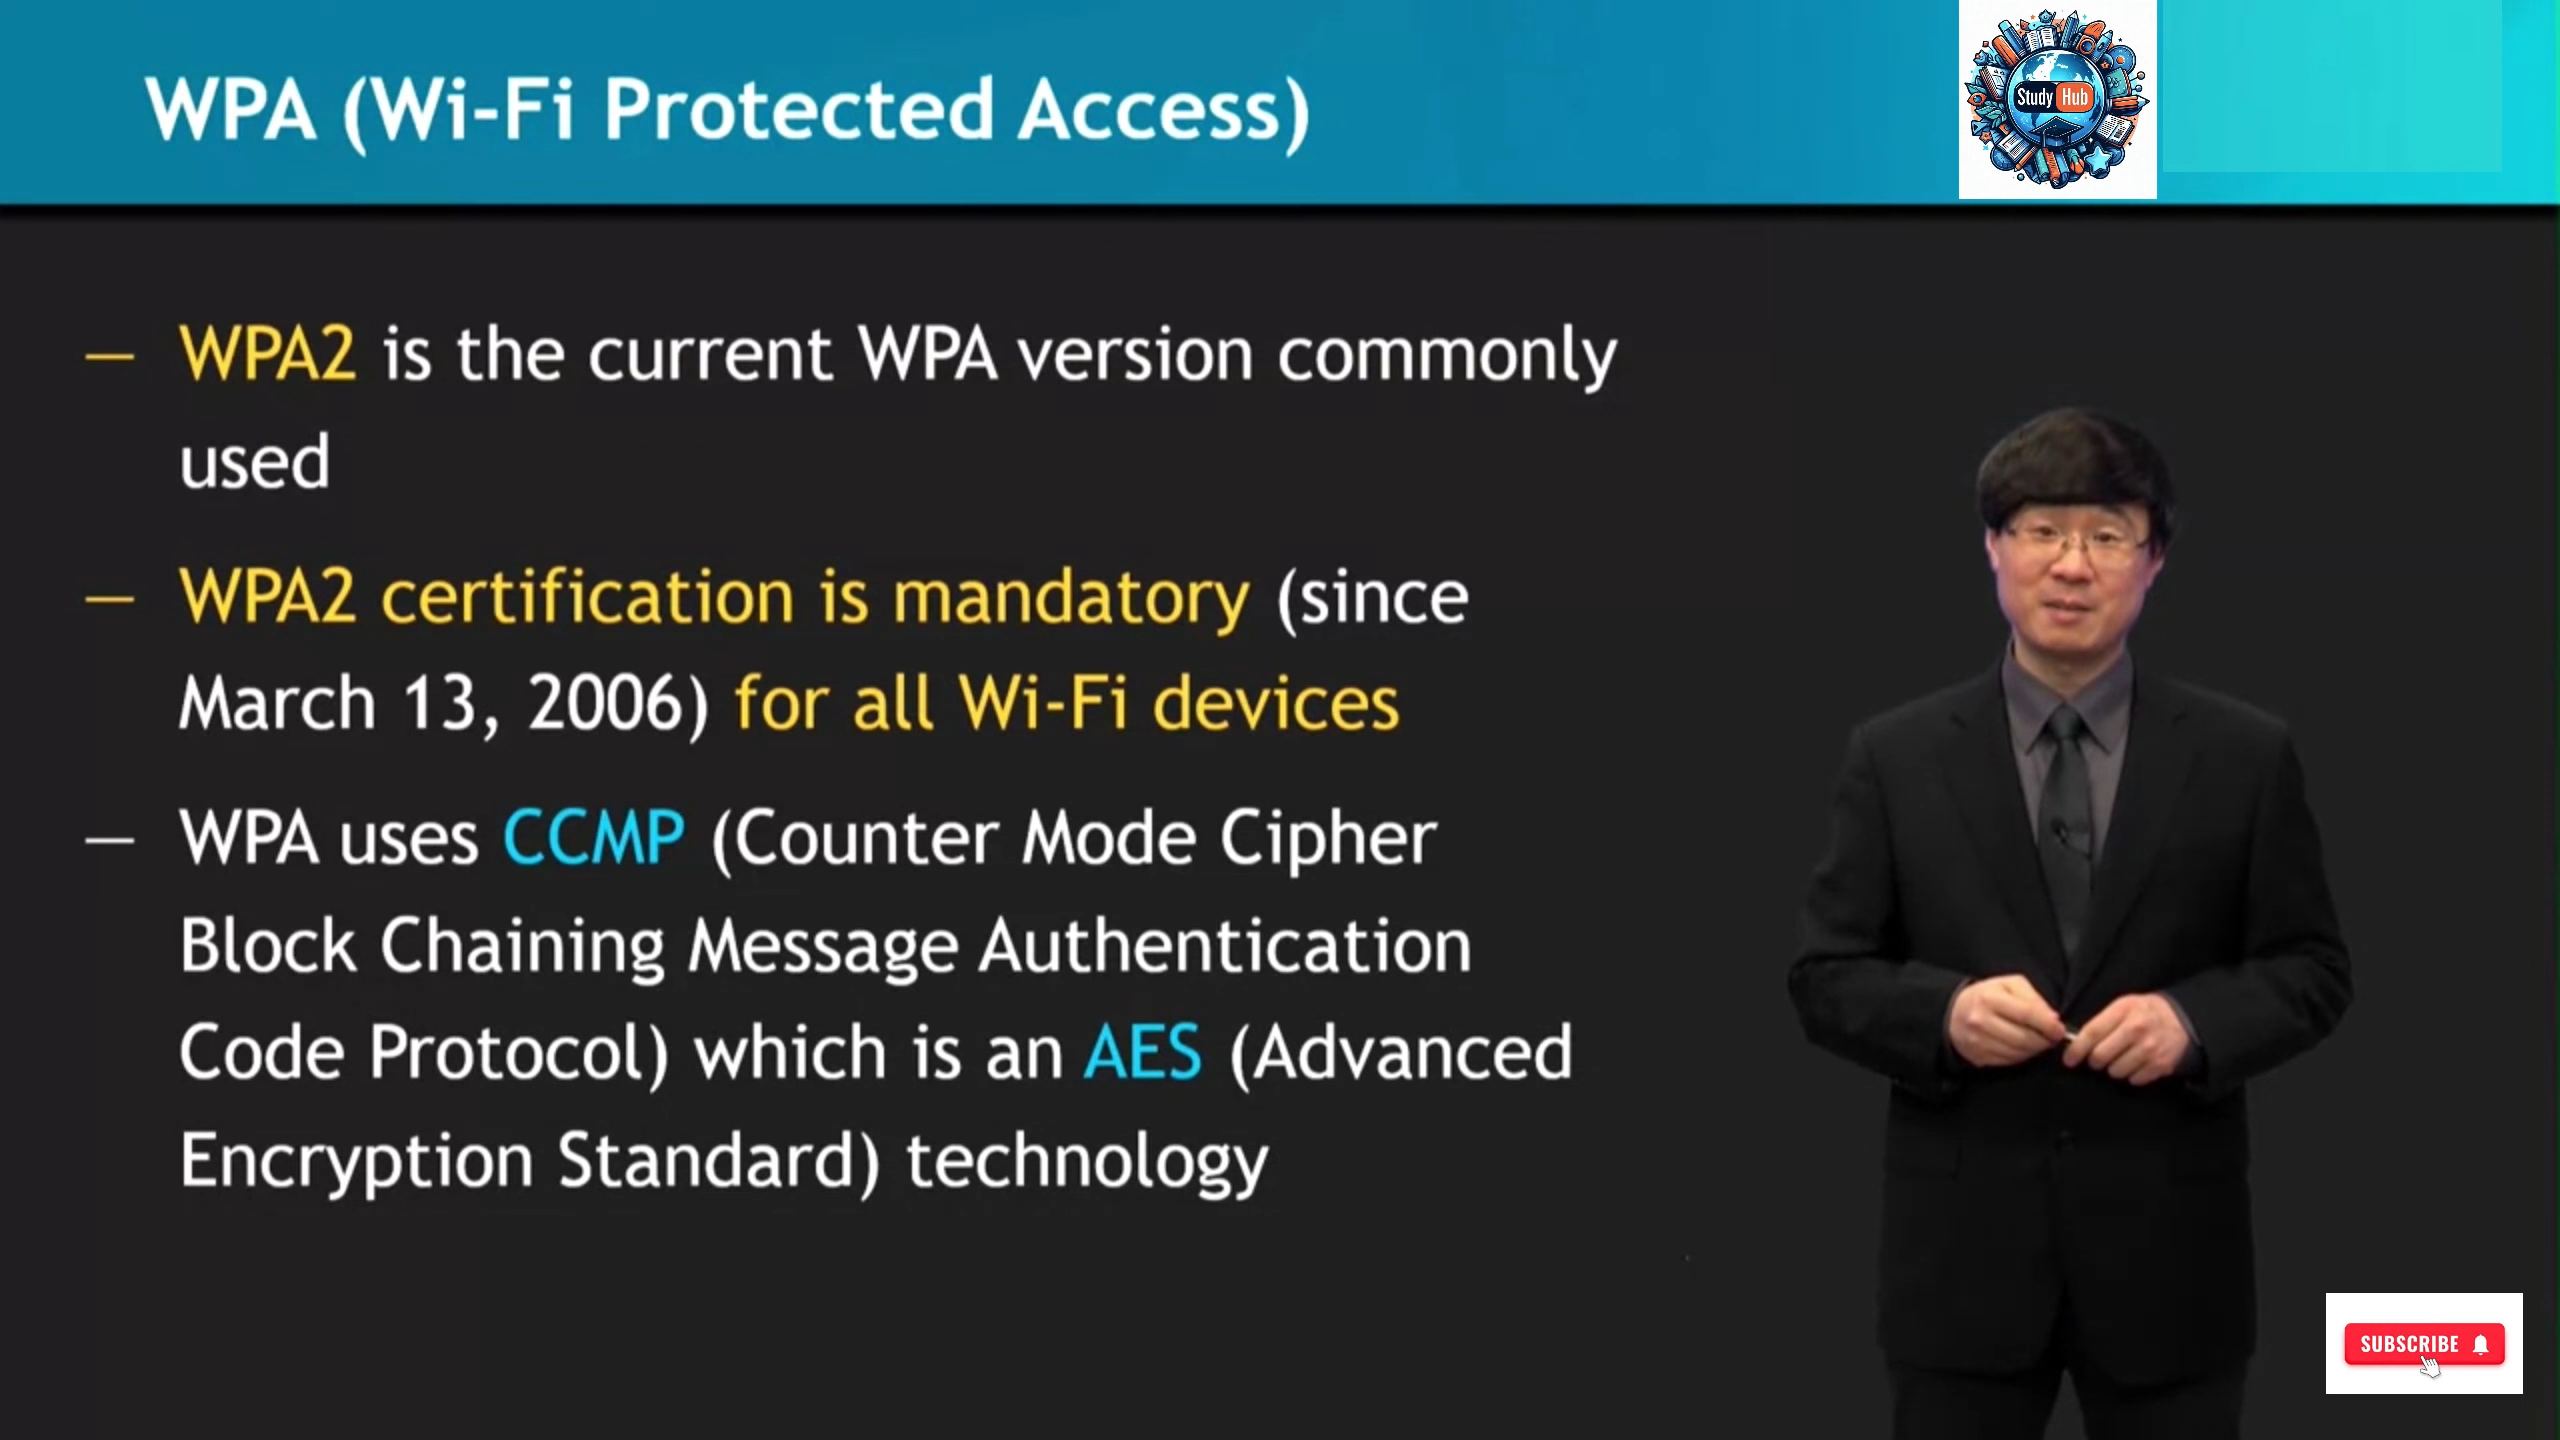 WPA (Wi-Fi Protected Access)
Study Hub
— WPA2 is the current WPA version commonly
used
— WPA2 certification is mandatory (since
March 13, 2006) for all Wi-Fi devices
— WPA uses CCMP (Counter Mode Cipher
Block Chaining Message Authentication
Code Protocol) which is an AES (Advanced
Encryption Standard) technology
SUBSCRIBE